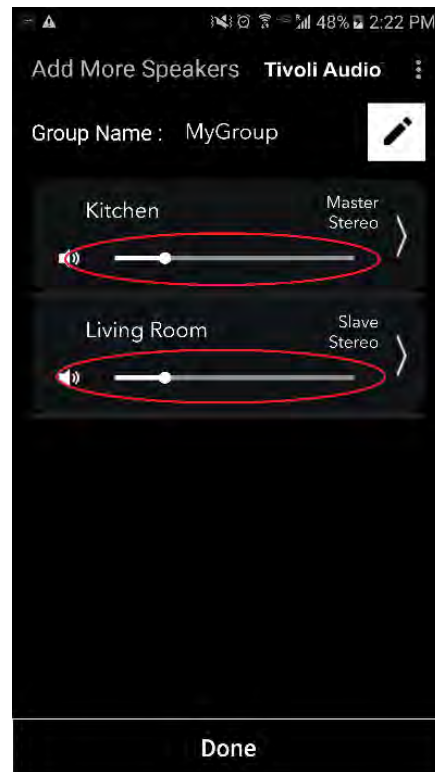 48% 2:22 PM
Add More Speakers Tivoli Audio
Group Name : MyGroup
Kitchen
Master
Stereo
Living Room
Slave
Stereo
Done